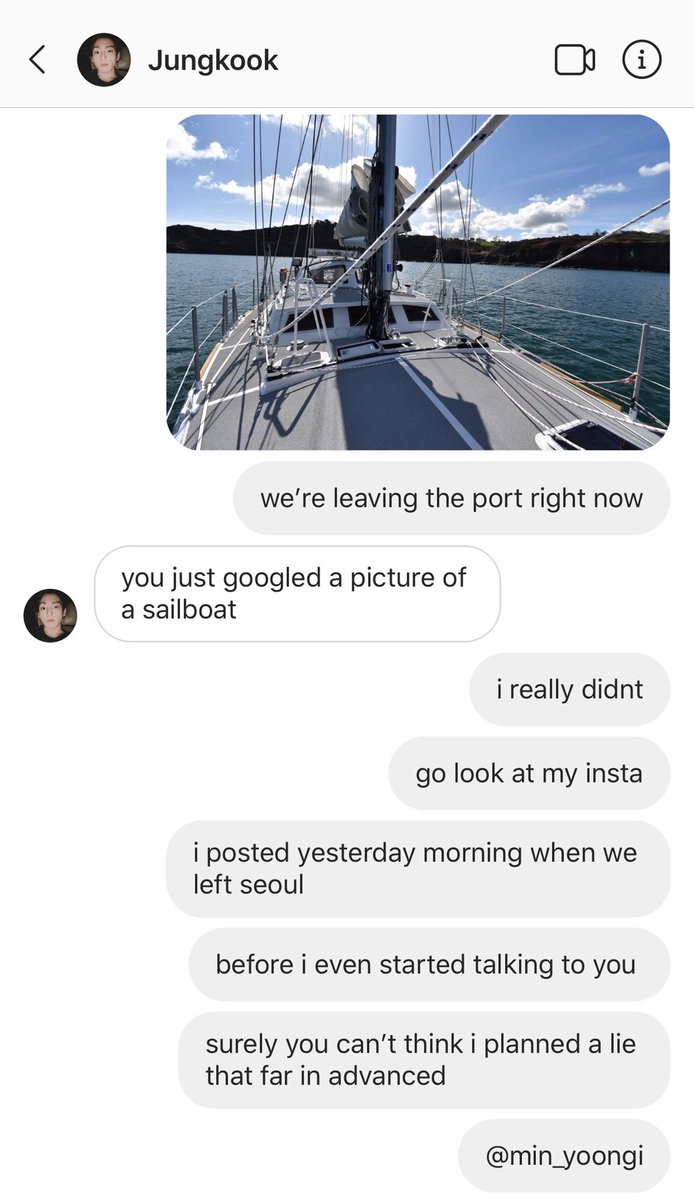 Jungkook
we’re leaving the port right now
you just googled a picture of
a sailboat
i really didnt
go look at my insta
i posted yesterday morning when we
left seoul
before i even started talking to you
surely you can’t think i planned a lie
that far in advanced
@min_yoongi